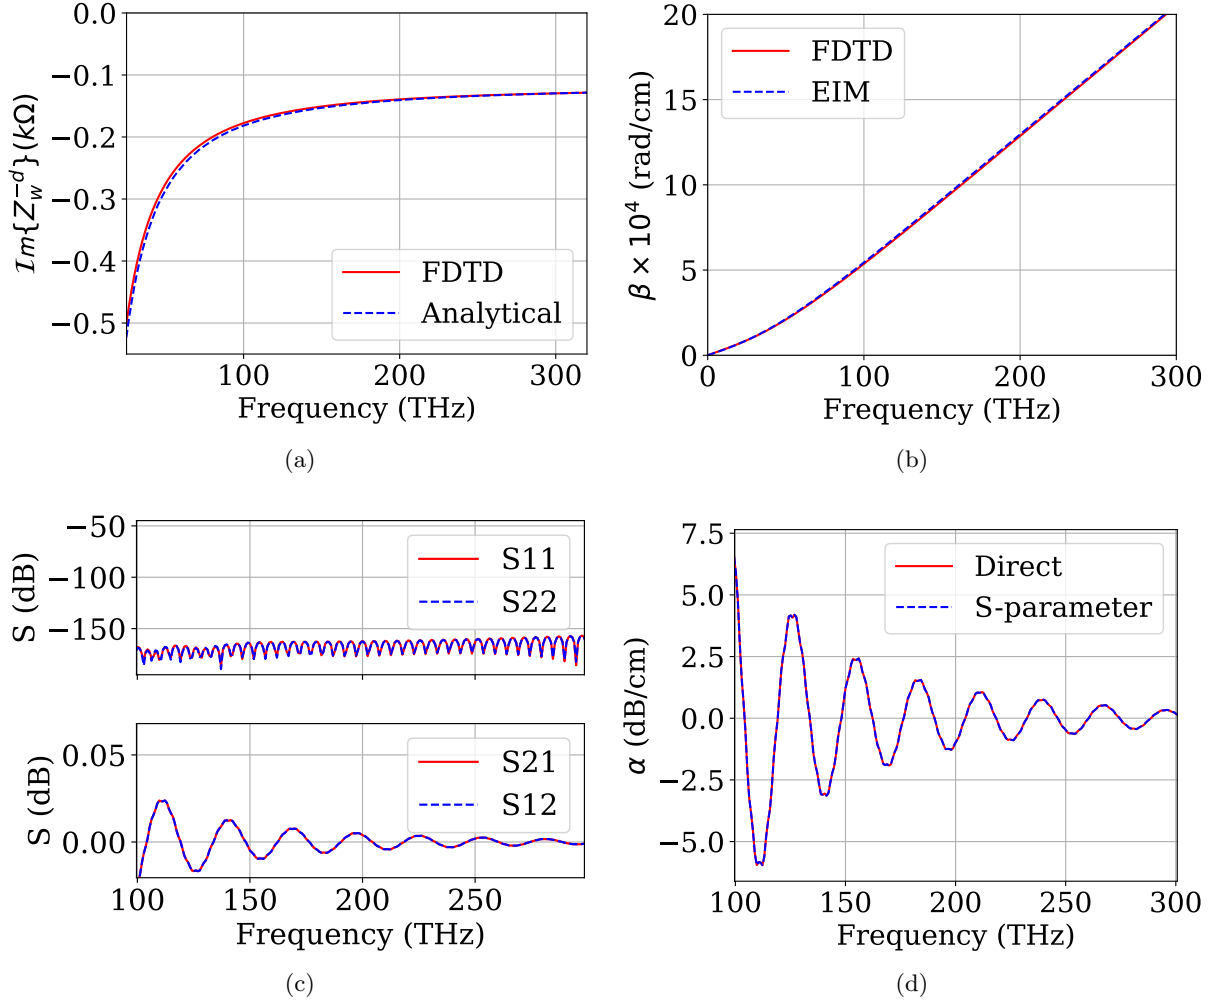 0.0
−0.1
−0.2
−0.3
−0.4
−0.5
ℐm{Z_w^{−d}}(kΩ)
FDTD
Analytical
100
200
300
Frequency (THz)
(a)
20
15
10
5
0
β × 10⁴ (rad/cm)
FDTD
EIM
0
100
200
300
Frequency (THz)
(b)
−50
−100
−150
S (dB)
S11
S22
0.05
0.00
S (dB)
S21
S12
100
150
200
250
Frequency (THz)
(c)
7.5
5.0
2.5
0.0
−2.5
−5.0
α (dB/cm)
Direct
S-parameter
100
150
200
250
300
Frequency (THz)
(d)